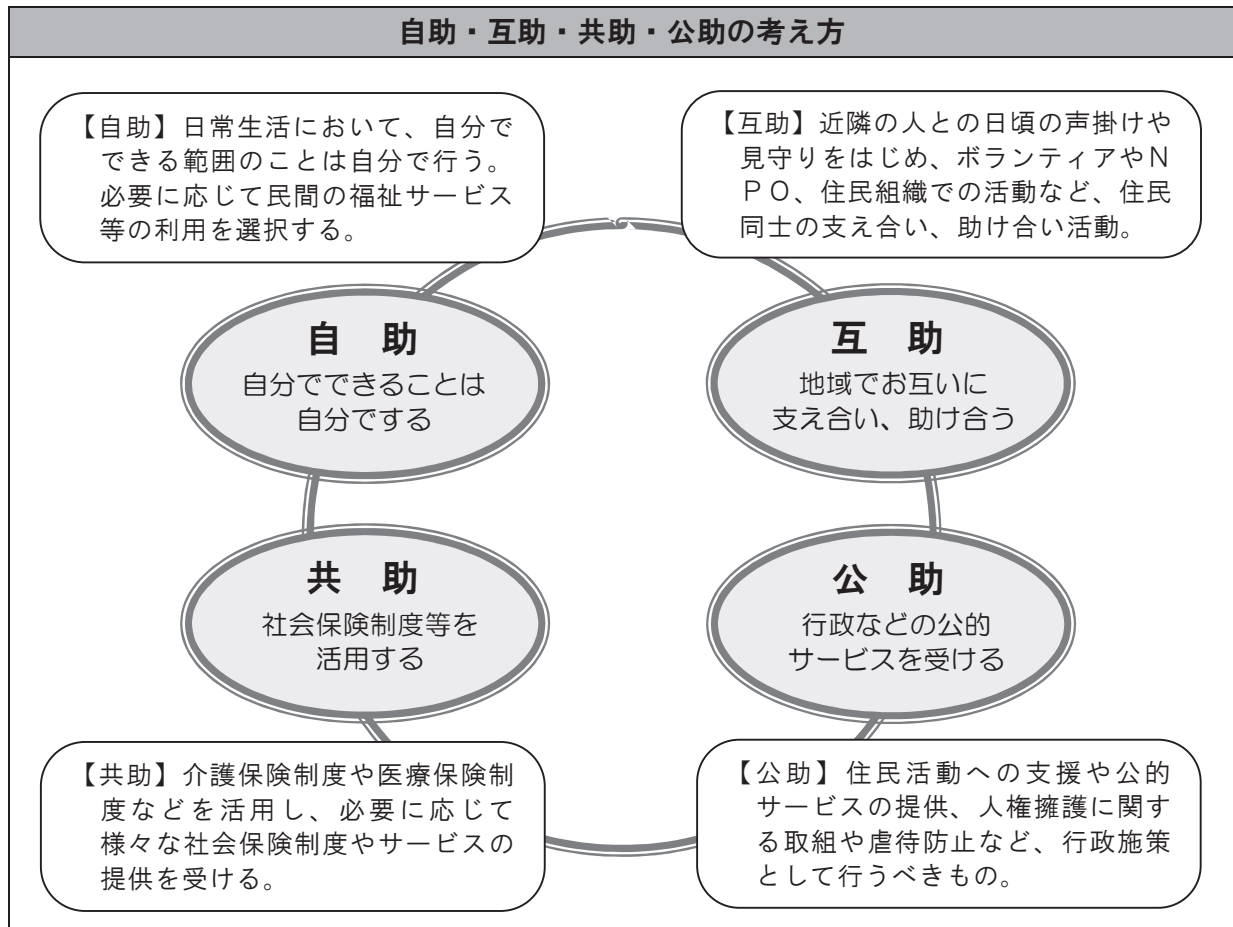 自助・互助・共助・公助の考え方
【自助】日常生活において、自分で
できる範囲のことは自分で行う。
必要に応じて民間の福祉サービス
等の利用を選択する。
【互助】近隣の人との日頃の声掛けや
見守りをはじめ、ボランティアやN
PO、住民組織での活動など、住民
同士の支え合い、助け合い活動。
自 助
自分でできることは
自分でする
互 助
地域でお互いに
支え合い、助け合う
共 助
社会保険制度等を
活用する
公 助
行政などの公的
サービスを受ける
【共助】介護保険制度や医療保険制
度などを活用し、必要に応じて
様々な社会保険制度やサービスの
提供を受ける。
【公助】住民活動への支援や公的
サービスの提供、人権擁護に関す
る取組や虐待防止など、行政施策
として行うべきもの。